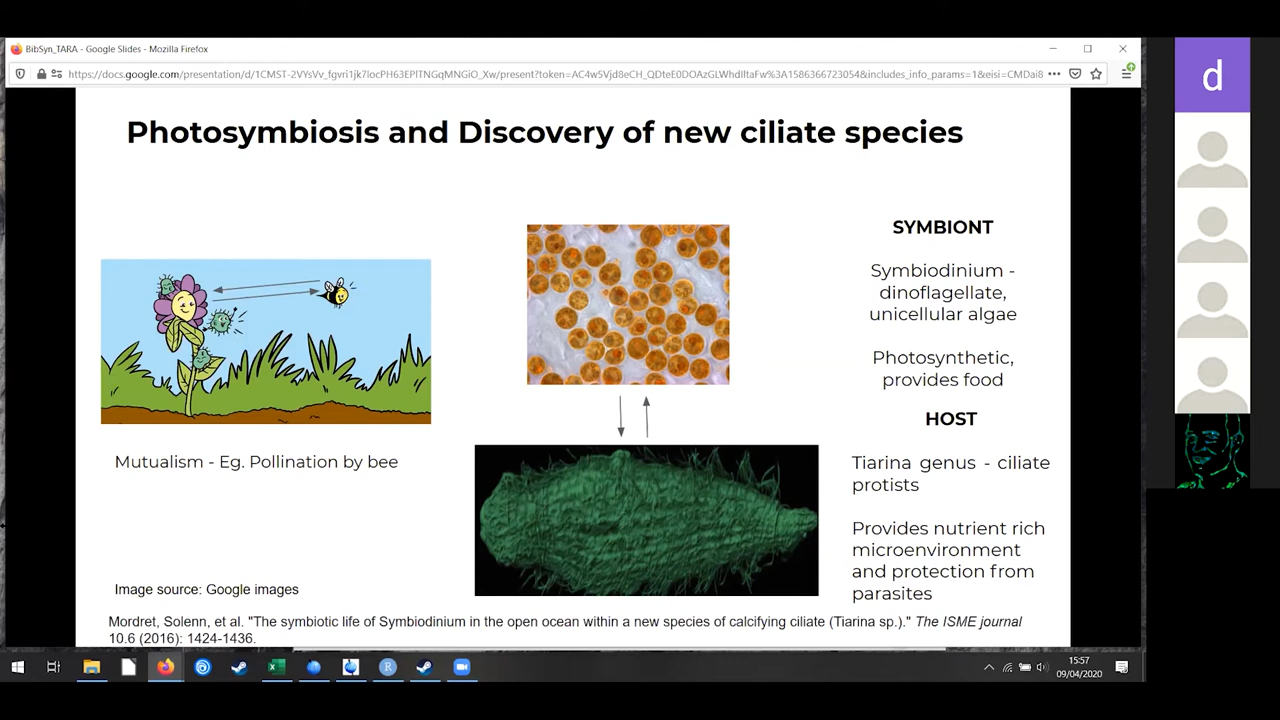 BibSyn_TARA - Google Slides - Mozilla Firefox
https://docs.google.com/presentation/d/1CMST-2VYsVv_fgvri1jk7locPH63EPlTNGqMNGiO_Xw/present?token=AC4w5Vjd8eCH_QDteE0DOAzGLWhdlltaFw%3A1586366723054&includes_info_params=1&eisi=CMDai8
d
Photosymbiosis and Discovery of new ciliate species
SYMBIONT
Symbiodinium -
dinoflagellate,
unicellular algae
Photosynthetic,
provides food
HOST
Tiarina genus - ciliate
protists
Provides nutrient rich
microenvironment
and protection from
parasites
Mutualism - Eg. Pollination by bee
Image source: Google images
Mordret, Solenn, et al. "The symbiotic life of Symbiodinium in the open ocean within a new species of calcifying ciliate (Tiarina sp.)." The ISME journal
10.6 (2016): 1424-1436.
15:57
09/04/2020